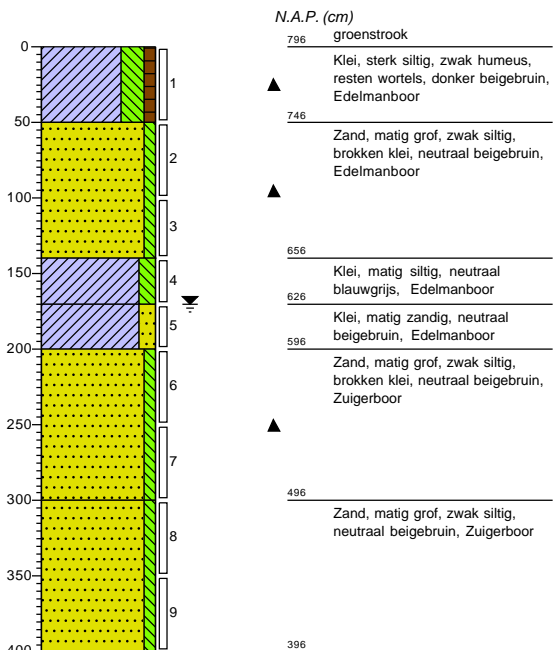 N.A.P. (cm)
0
796
groenstrook
1
Klei, sterk siltig, zwak humeus,
resten wortels, donker beigebruin,
Edelmanboor
50
746
2
Zand, matig grof, zwak siltig,
brokken klei, neutraal beigebruin,
Edelmanboor
100
3
656
150
4
Klei, matig siltig, neutraal
blauwgrijs, Edelmanboor
626
5
Klei, matig zandig, neutraal
beigebruin, Edelmanboor
200
596
6
Zand, matig grof, zwak siltig,
brokken klei, neutraal beigebruin,
Zuigerboor
250
7
300
496
8
Zand, matig grof, zwak siltig,
neutraal beigebruin, Zuigerboor
350
9
400
396